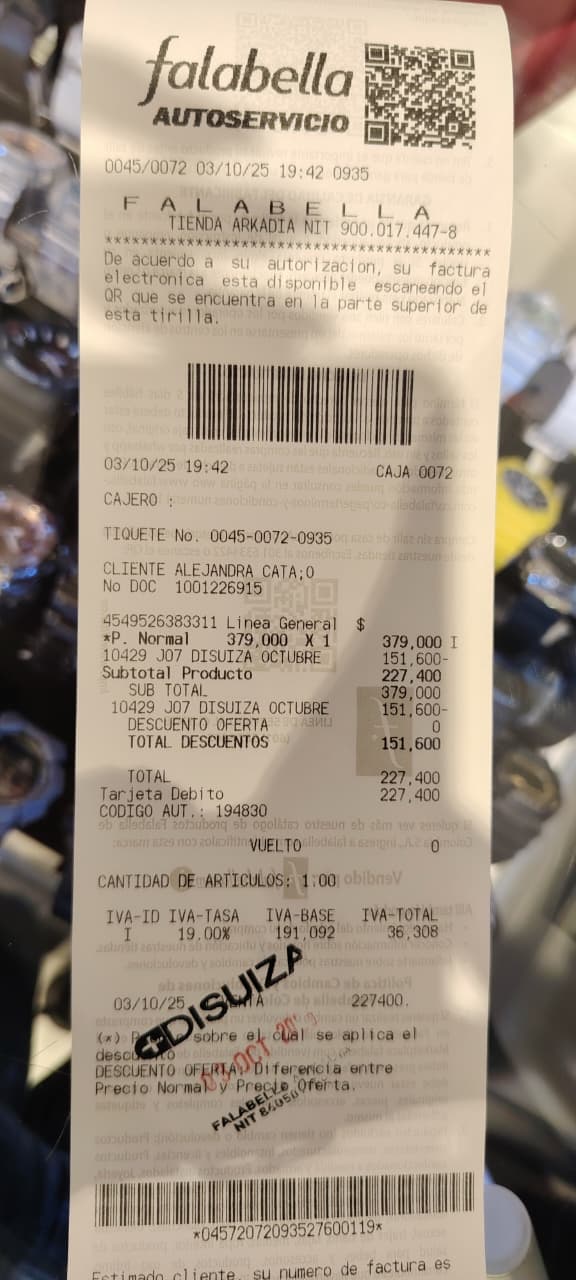 falabella
AUTOSERVICIO
0045/0072 03/10/25 19:42 0935
F A L A B E L L A
TIENDA ARKADIA NIT 900.017.447-8
******************************************
De acuerdo a su autorizacion, su factura
electronica esta disponible escaneando el
QR que se encuentra en la parte superior de
esta tirilla.
03/10/25 19:42 CAJA 0072
CAJERO :
TIQUETE No. 0045-0072-0935
CLIENTE ALEJANDRA CATA;O
No DOC 1001226915
4549526383311 Linea General $
*P. Normal 379,000 X 1 379,000 I
10429 J07 DISUIZA OCTUBRE 151,600-
Subtotal Producto 227,400
SUB TOTAL 379,000
10429 J07 DISUIZA OCTUBRE 151,600-
DESCUENTO OFERTA 0
TOTAL DESCUENTOS 151,600
TOTAL 227,400
Tarjeta Debito 227,400
CODIGO AUT.: 194830
VUELTO 0
CANTIDAD DE ARTICULOS: 1.00
IVA-ID IVA-TASA IVA-BASE IVA-TOTAL
I 19.00% 191,092 36,308
DISUIZA
03/10/25 227400.
(*) sobre el cual se aplica el
DESCUENTO OFERTA, Diferencia entre
Precio Normal y Precio Oferta.
OCT
NIT
*04572072093527600119*
Estimado cliente, su numero de factura es